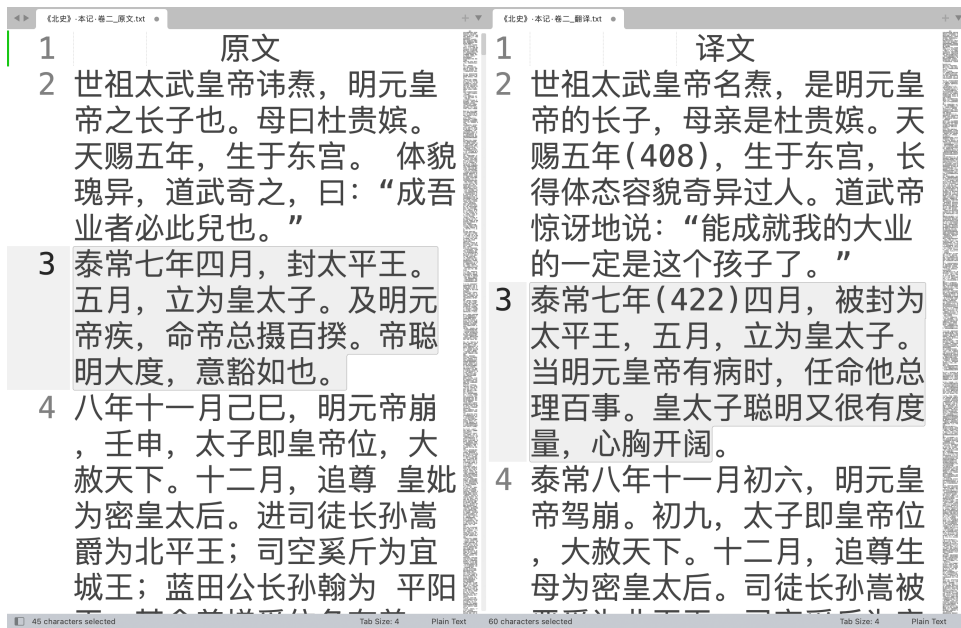 《北史》·本记·卷二_原文.txt
1 原文
2 世祖太武皇帝讳焘，明元皇
帝之长子也。母曰杜贵嫔。
天赐五年，生于东宫。 体貌
瑰异，道武奇之，曰：“成吾
业者必此兒也。”
3 泰常七年四月，封太平王。
五月，立为皇太子。及明元
帝疾，命帝总摄百揆。帝聪
明大度，意豁如也。
4 八年十一月己巳，明元帝崩
，壬申，太子即皇帝位，大
赦天下。十二月，追尊 皇妣
为密皇太后。进司徒长孙嵩
爵为北平王；司空奚斤为宜
城王；蓝田公长孙翰为 平阳
45 characters selected
Tab Size: 4
Plain Text
《北史》·本记·卷二_翻译.txt
1 译文
2 世祖太武皇帝名焘，是明元皇
帝的长子，母亲是杜贵嫔。天
赐五年(408)，生于东宫，长
得体态容貌奇异过人。道武帝
惊讶地说：“能成就我的大业
的一定是这个孩子了。”
3 泰常七年(422)四月，被封为
太平王，五月，立为皇太子。
当明元皇帝有病时，任命他总
理百事。皇太子聪明又很有度
量，心胸开阔。
4 泰常八年十一月初六，明元皇
帝驾崩。初九，太子即皇帝位
，大赦天下。十二月，追尊生
母为密皇太后。司徒长孙嵩被
60 characters selected
Tab Size: 4
Plain Text